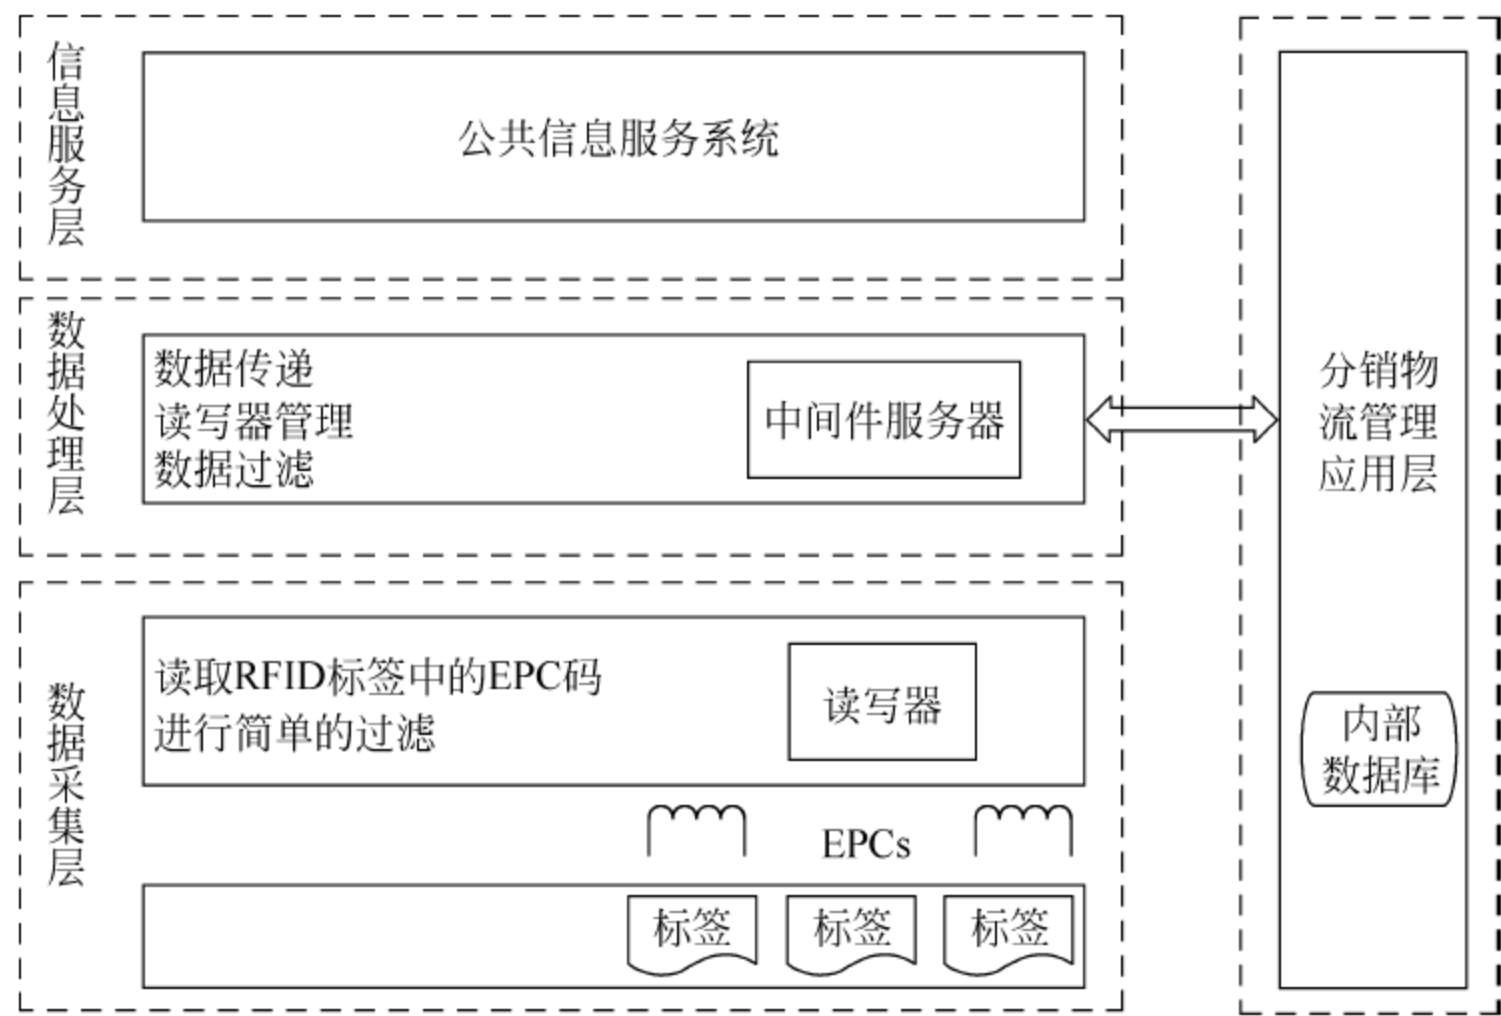 信息服务层
公共信息服务系统
数据处理层
数据传递
读写器管理
数据过滤
中间件服务器
数据采集层
读取RFID标签中的EPC码
进行简单的过滤
读写器
EPCs
标签
标签
标签
分销物
流管理
应用层
内部
数据库